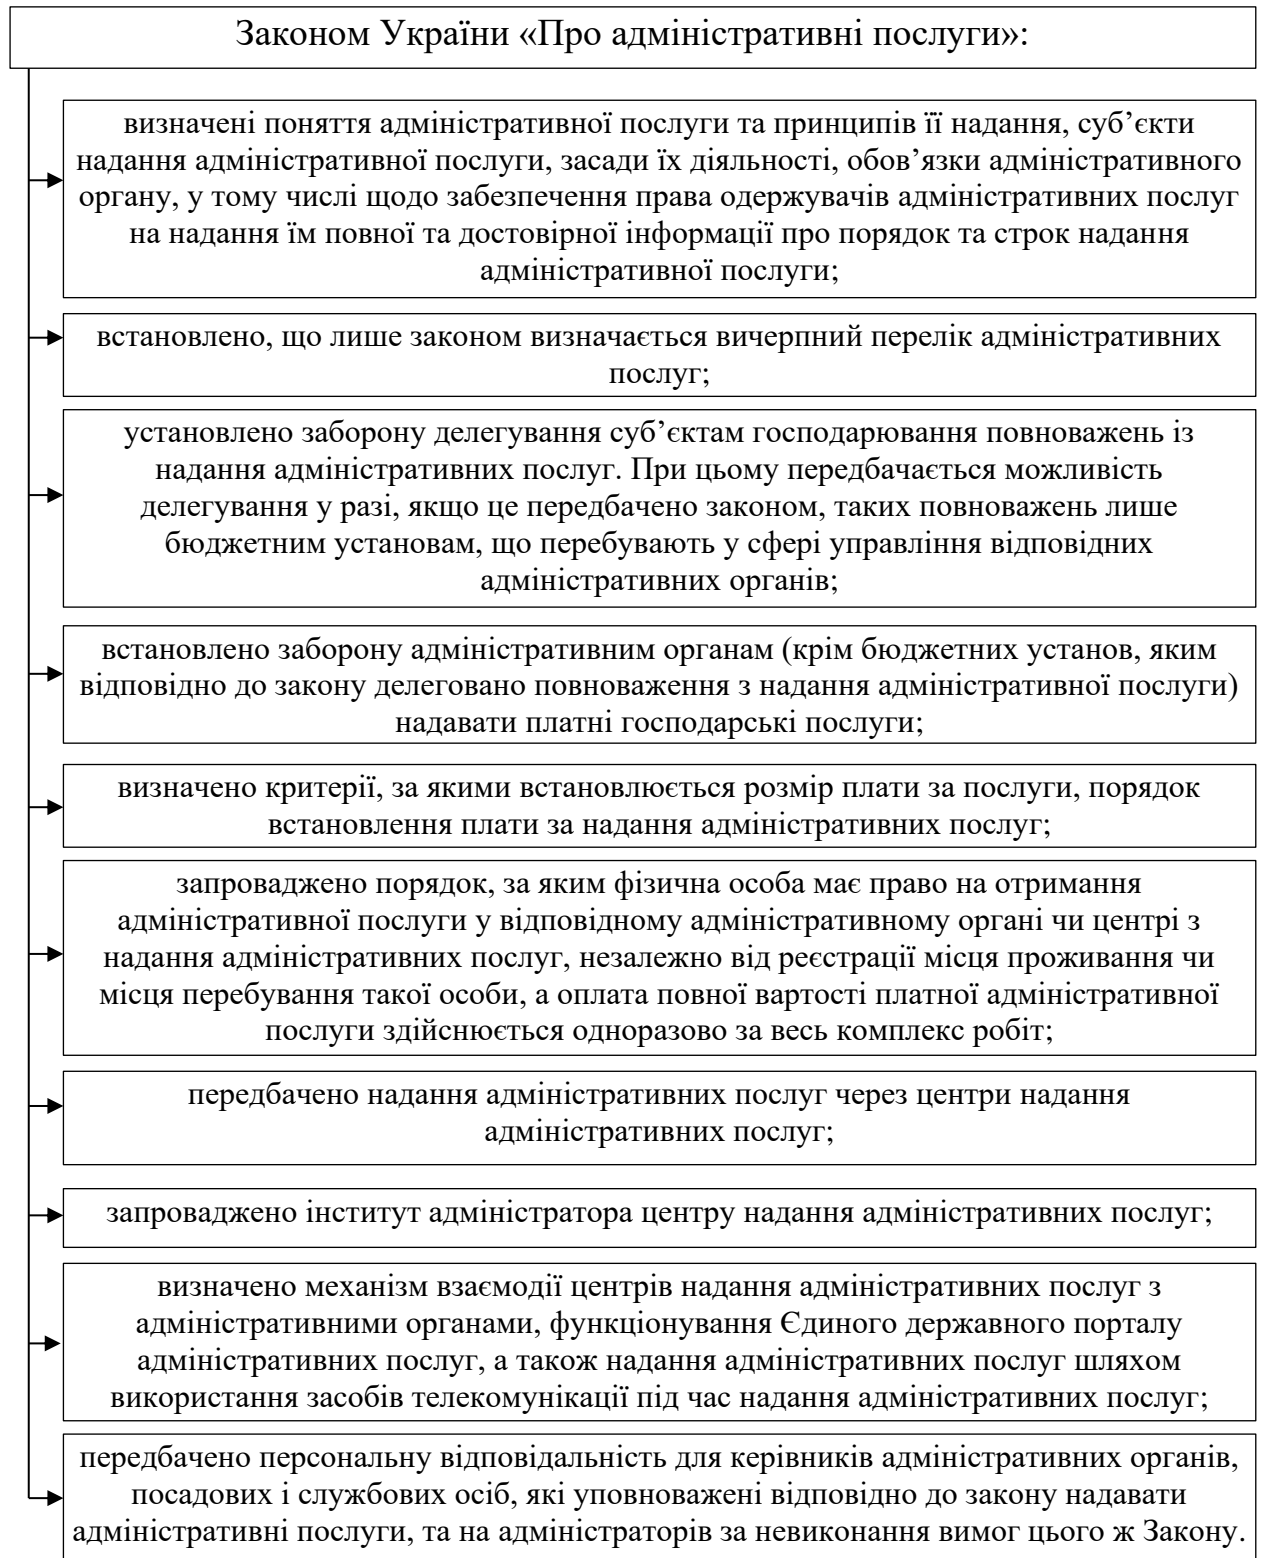 Законом України «Про адміністративні послуги»:
визначені поняття адміністративної послуги та принципів її надання, суб’єкти
надання адміністративної послуги, засади їх діяльності, обов’язки адміністративного
органу, у тому числі щодо забезпечення права одержувачів адміністративних послуг
на надання їм повної та достовірної інформації про порядок та строк надання
адміністративної послуги;
встановлено, що лише законом визначається вичерпний перелік адміністративних
послуг;
установлено заборону делегування суб’єктам господарювання повноважень із
надання адміністративних послуг. При цьому передбачається можливість
делегування у разі, якщо це передбачено законом, таких повноважень лише
бюджетним установам, що перебувають у сфері управління відповідних
адміністративних органів;
встановлено заборону адміністративним органам (крім бюджетних установ, яким
відповідно до закону делеговано повноваження з надання адміністративної послуги)
надавати платні господарські послуги;
визначено критерії, за якими встановлюється розмір плати за послуги, порядок
встановлення плати за надання адміністративних послуг;
запроваджено порядок, за яким фізична особа має право на отримання
адміністративної послуги у відповідному адміністративному органі чи центрі з
надання адміністративних послуг, незалежно від реєстрації місця проживання чи
місця перебування такої особи, а оплата повної вартості платної адміністративної
послуги здійснюється одноразово за весь комплекс робіт;
передбачено надання адміністративних послуг через центри надання
адміністративних послуг;
запроваджено інститут адміністратора центру надання адміністративних послуг;
визначено механізм взаємодії центрів надання адміністративних послуг з
адміністративними органами, функціонування Єдиного державного порталу
адміністративних послуг, а також надання адміністративних послуг шляхом
використання засобів телекомунікації під час надання адміністративних послуг;
передбачено персональну відповідальність для керівників адміністративних органів,
посадових і службових осіб, які уповноважені відповідно до закону надавати
адміністративні послуги, та на адміністраторів за невиконання вимог цього ж Закону.